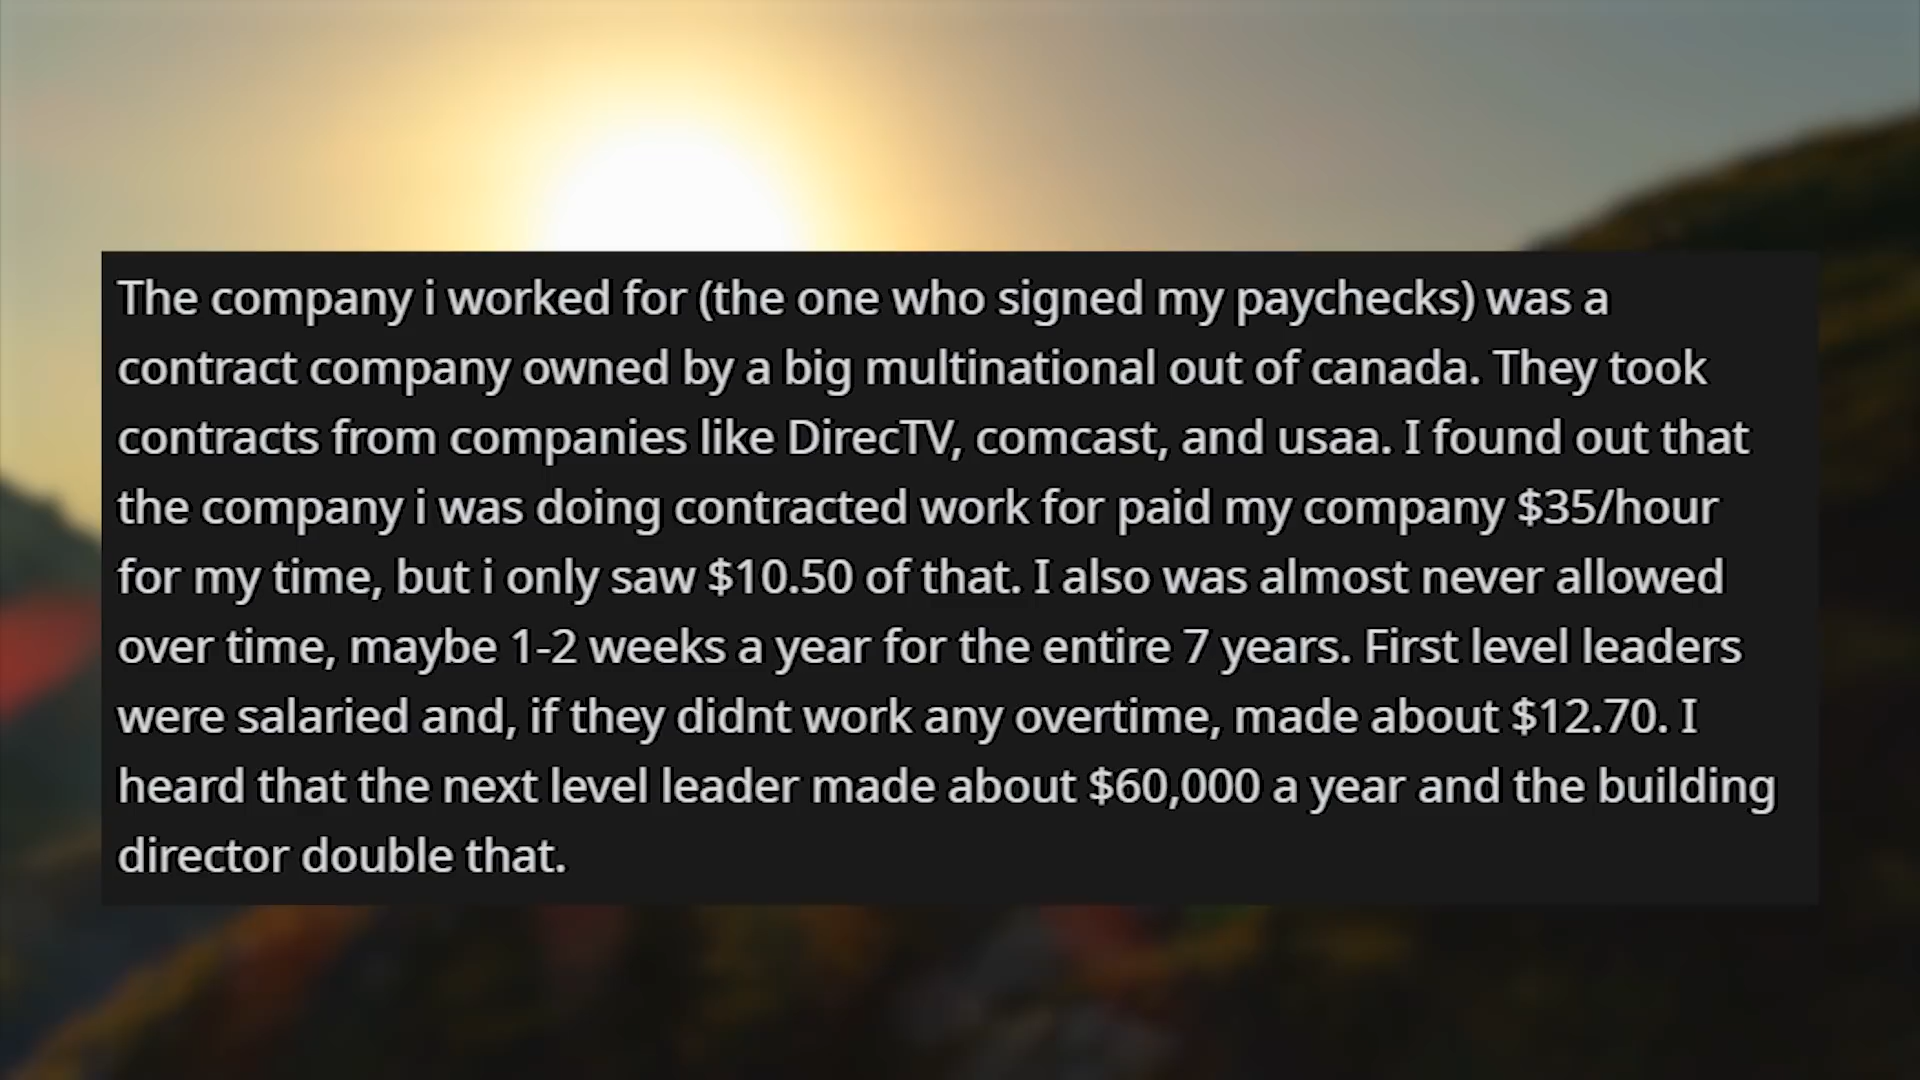 The company i worked for (the one who signed my paychecks) was a
contract company owned by a big multinational out of canada. They took
contracts from companies like DirecTV, comcast, and usaa. I found out that
the company i was doing contracted work for paid my company $35/hour
for my time, but i only saw $10.50 of that. I also was almost never allowed
over time, maybe 1-2 weeks a year for the entire 7 years. First level leaders
were salaried and, if they didnt work any overtime, made about $12.70. I
heard that the next level leader made about $60,000 a year and the building
director double that.